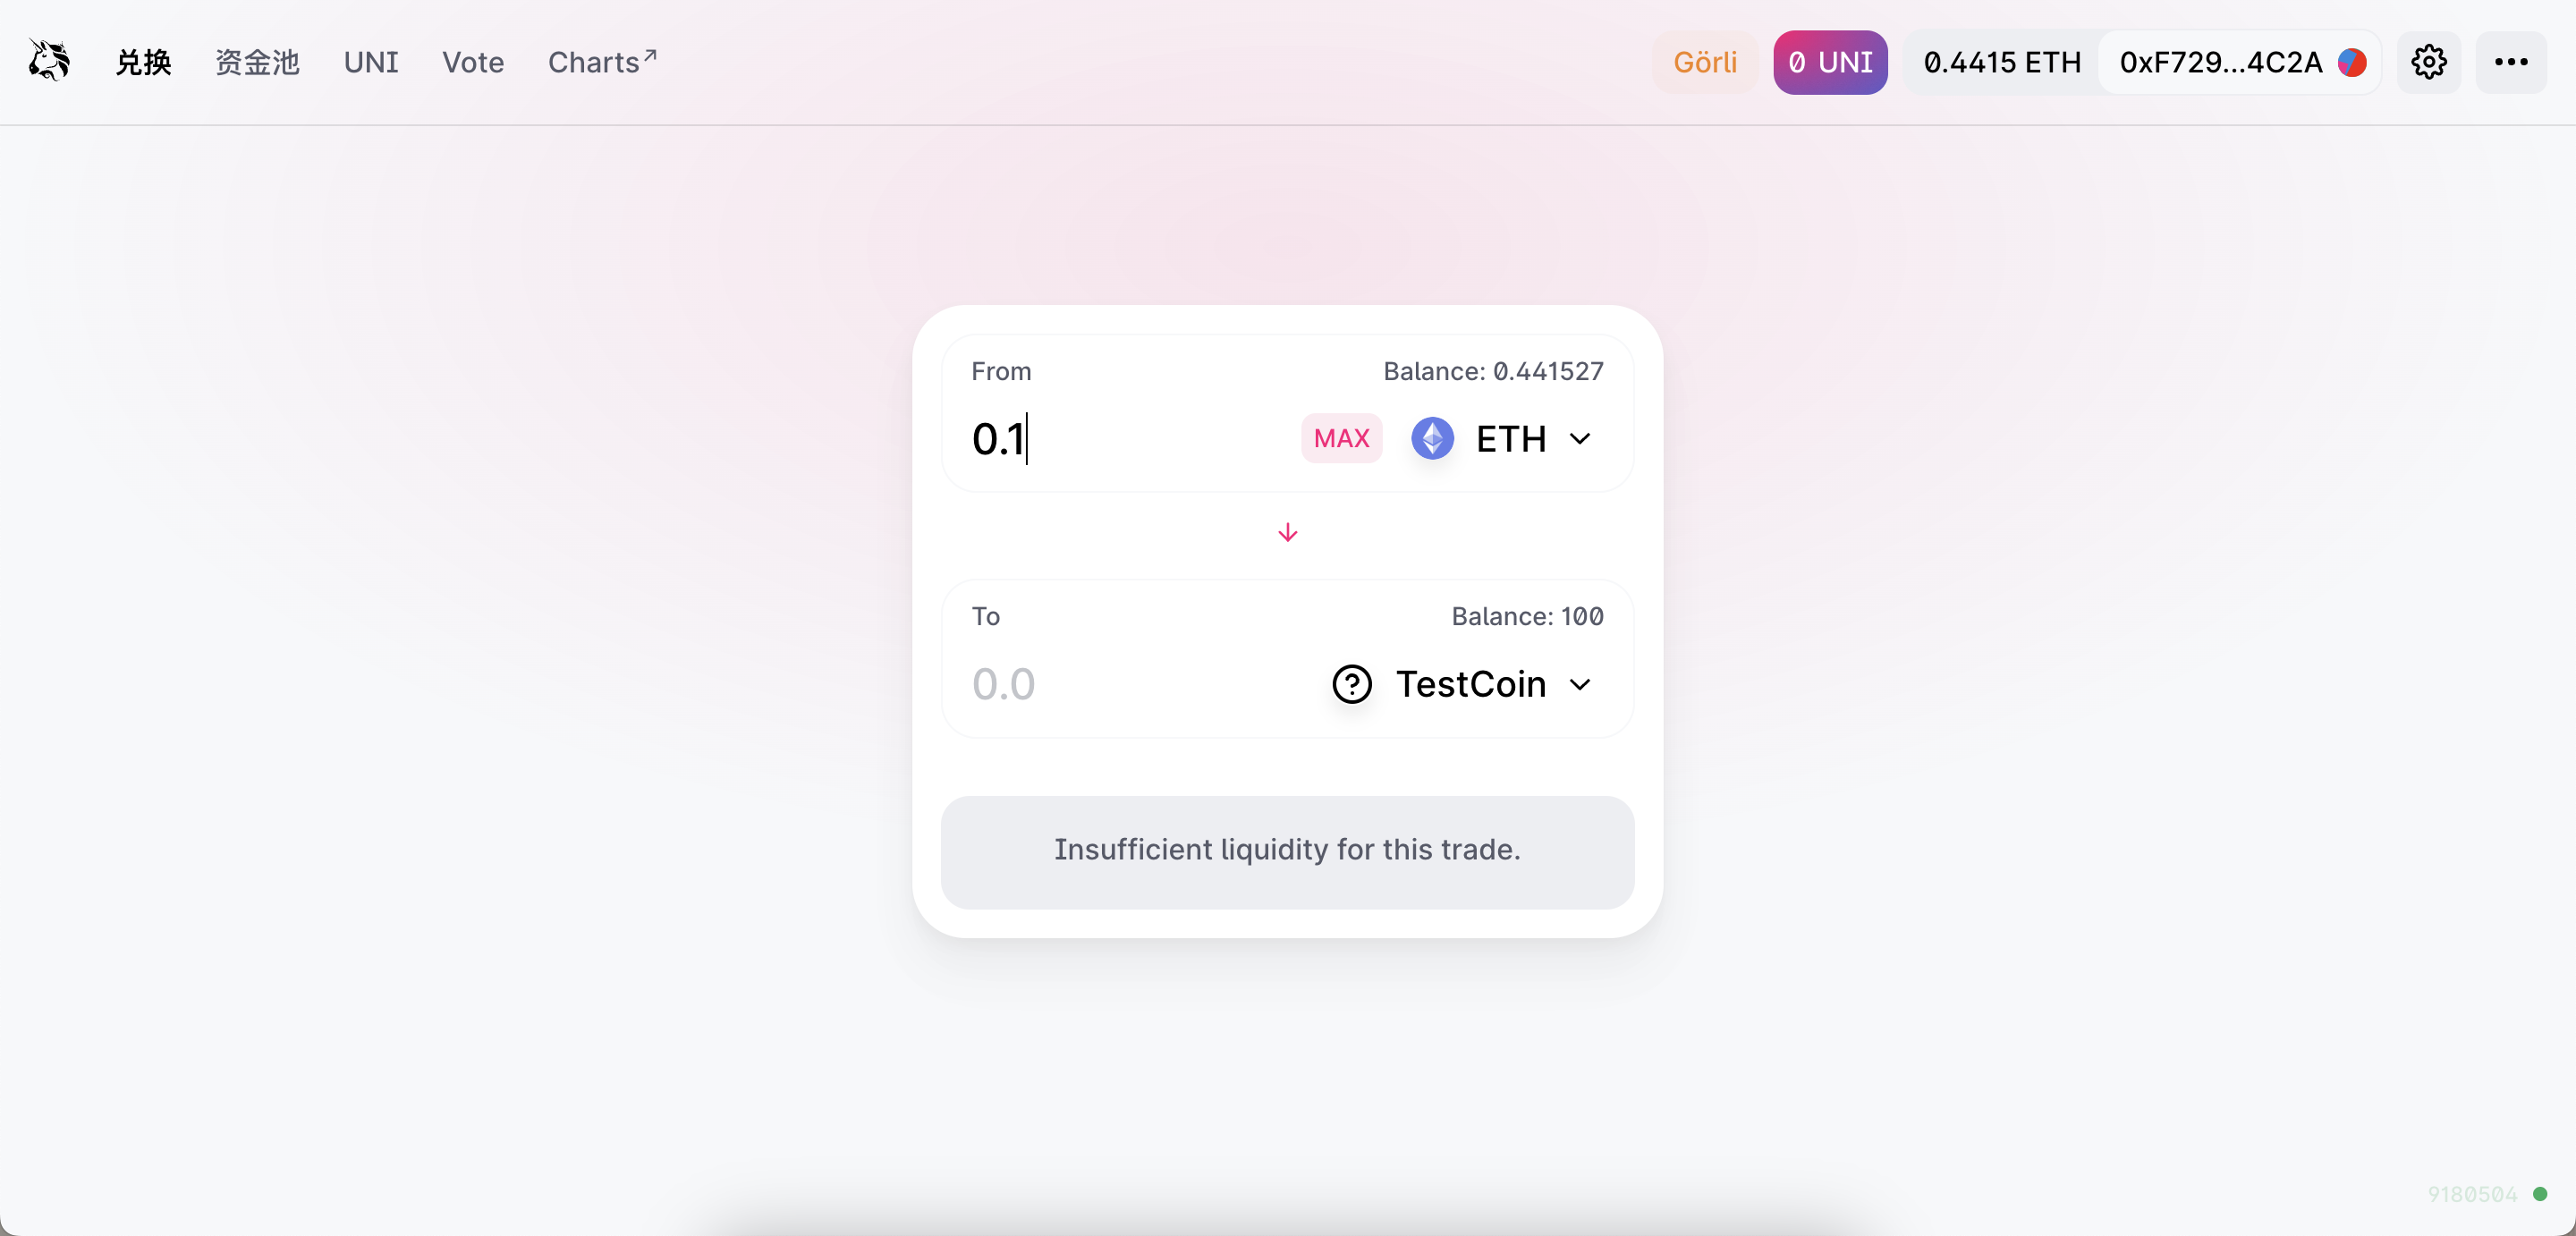 兑换 资金池 UNI Vote Charts↗ Görli 0 UNI 0.4415 ETH 0xF729...4C2A
From Balance: 0.441527
0.1 MAX ETH
To Balance: 100
0.0 TestCoin
Insufficient liquidity for this trade.
9180504